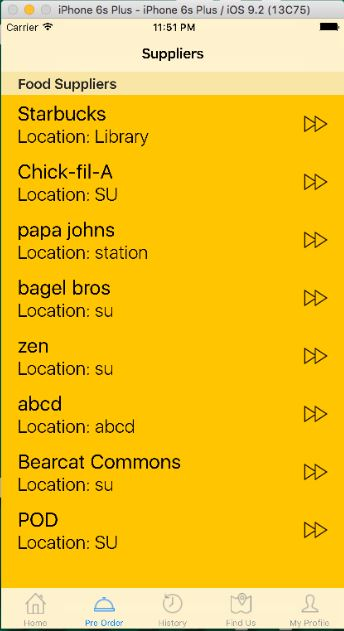 iPhone 6s Plus - iPhone 6s Plus / iOS 9.2 (13C75)
Carrier 11:51 PM
Suppliers
Food Suppliers
Starbucks
Location: Library
Chick-fil-A
Location: SU
papa johns
Location: station
bagel bros
Location: su
zen
Location: su
abcd
Location: abcd
Bearcat Commons
Location: su
POD
Location: SU
Home Pre Order History Find Us My Profile